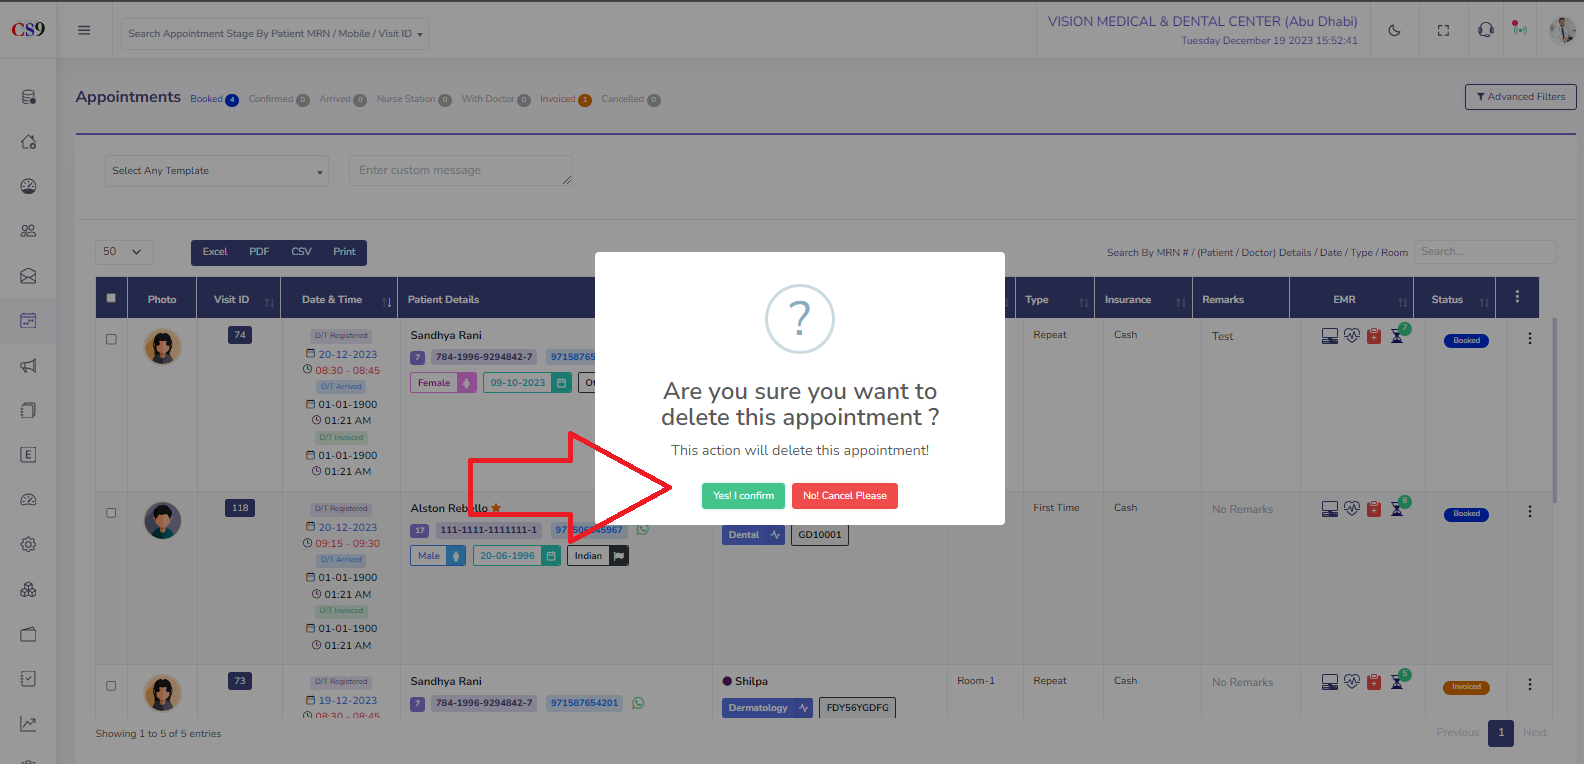 CS9
Search Appointment Stage By Patient MRN / Mobile / Visit ID
VISION MEDICAL & DENTAL CENTER (Abu Dhabi)
Tuesday December 19 2023 15:52:41
Appointments Booked 4 Confirmed 0 Arrived 0 Nurse Station 0 With Doctor 0 Invoiced 1 Cancelled 0
Advanced Filters
Select Any Template
Enter custom message
50
Excel PDF CSV Print
Search By MRN # / (Patient / Doctor) Details / Date / Type / Room
Search...
Photo Visit ID Date & Time Patient Details Type Insurance Remarks EMR Status
74
D/T Registered
20-12-2023
08:30 - 08:45
D/T Arrived
01-01-1900
01:21 AM
D/T Invoiced
01-01-1900
01:21 AM
Sandhya Rani
7 784-1996-9294842-7
Female 09-10-2023
Repeat
Cash
Test
7
Booked
?
Are you sure you want to
delete this appointment ?
This action will delete this appointment!
Yes! I confirm
No! Cancel Please
118
D/T Registered
20-12-2023
09:15 - 09:30
D/T Arrived
01-01-1900
01:21 AM
D/T Invoiced
01-01-1900
01:21 AM
Alston Rebello
17 111-1111-1111111-1
Male 20-06-1996 Indian
Dental GD10001
First Time
Cash
No Remarks
8
Booked
73
D/T Registered
19-12-2023
08:30 - 08:45
Sandhya Rani
7 784-1996-9294842-7 971587654201
Shilpa
Dermatology FDY56YGDFG
Room-1
Repeat
Cash
No Remarks
5
Invoiced
E
Showing 1 to 5 of 5 entries
Previous 1 Next